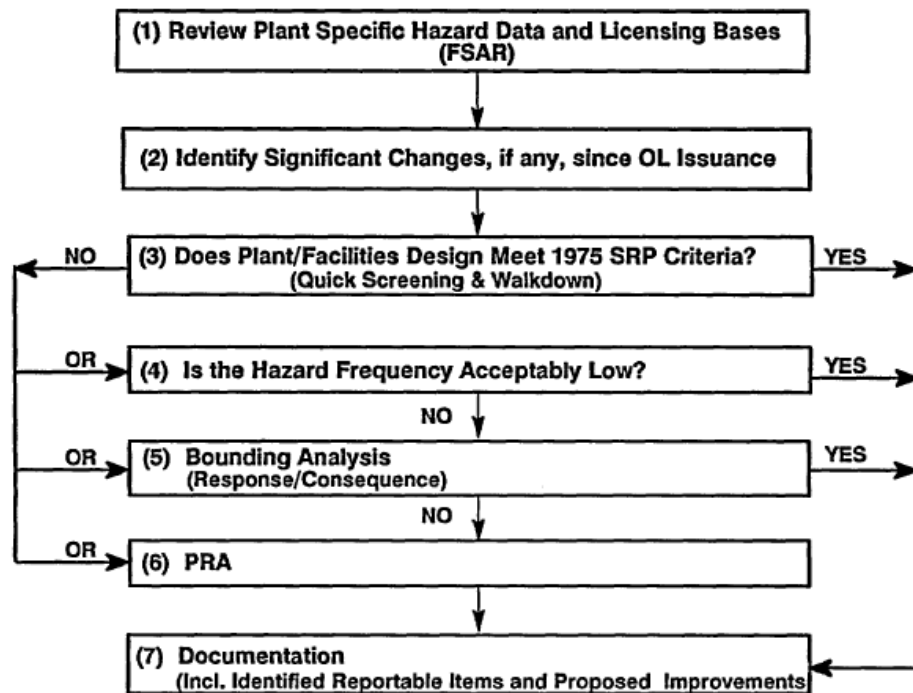 (1) Review Plant Specific Hazard Data and Licensing Bases
(FSAR)
(2) Identify Significant Changes, if any, since OL Issuance
NO
(3) Does Plant/Facilities Design Meet 1975 SRP Criteria?
YES
(Quick Screening & Walkdown)
OR
(4) Is the Hazard Frequency Acceptably Low?
YES
NO
OR
(5) Bounding Analysis
YES
(Response/Consequence)
NO
OR
(6) PRA
(7) Documentation
(Incl. Identified Reportable Items and Proposed Improvements